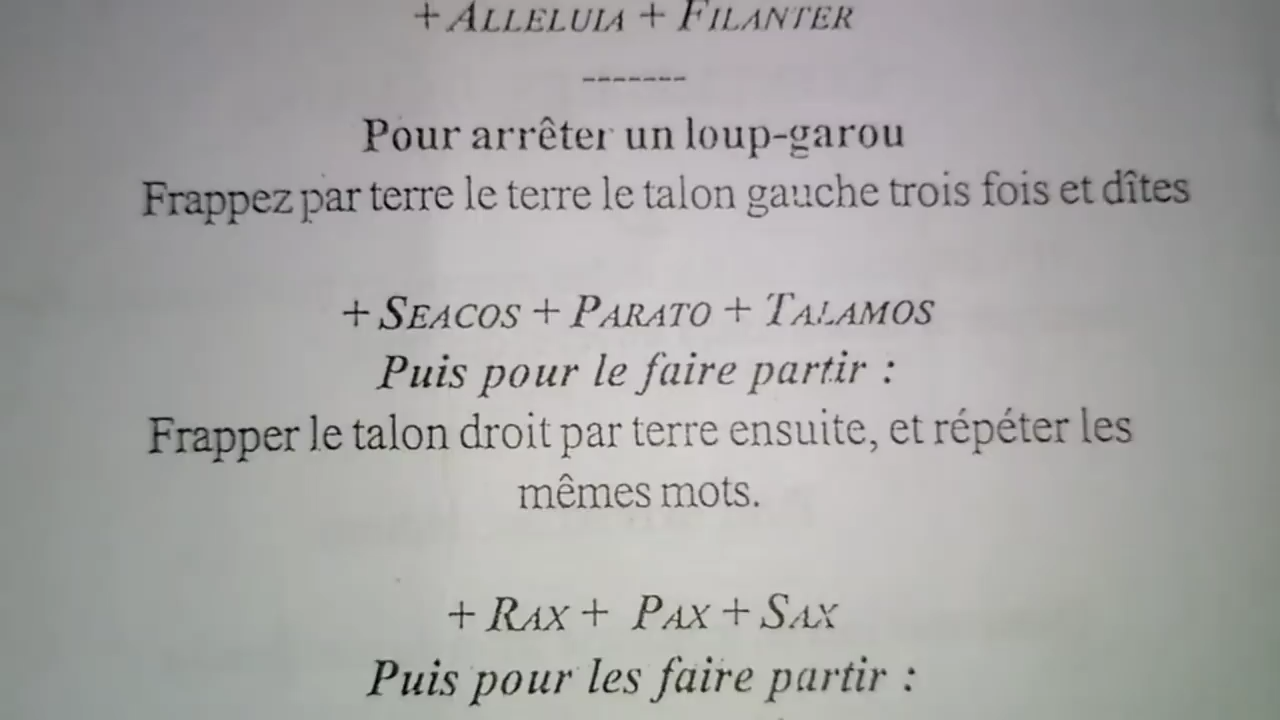 + ALLELUIA + FILANTER
-------
Pour arrêter un loup-garou
Frappez par terre le terre le talon gauche trois fois et dîtes
+ SEACOS + PARATO + TALAMOS
Puis pour le faire partir :
Frapper le talon droit par terre ensuite, et répéter les
mêmes mots.
+ RAX + PAX + SAX
Puis pour les faire partir :